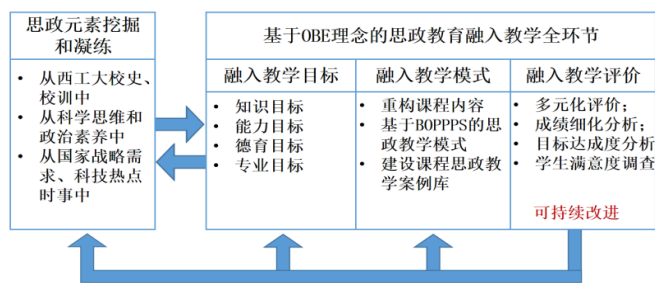 思政元素挖掘
和凝练
• 从西工大校史、
校训中
• 从科学思维和
政治素养中
• 从国家战略需
求、科技热点
时事中
基于OBE理念的思政教育融入教学全环节
融入教学目标
• 知识目标
• 能力目标
• 德育目标
• 专业目标
融入教学模式
• 重构课程内容
• 基于BOPPPS的思
政教学模式
• 建设课程思政教
学案例库
融入教学评价
• 多元化评价；
• 成绩细化分析；
• 目标达成度分析
• 学生满意度调查
可持续改进